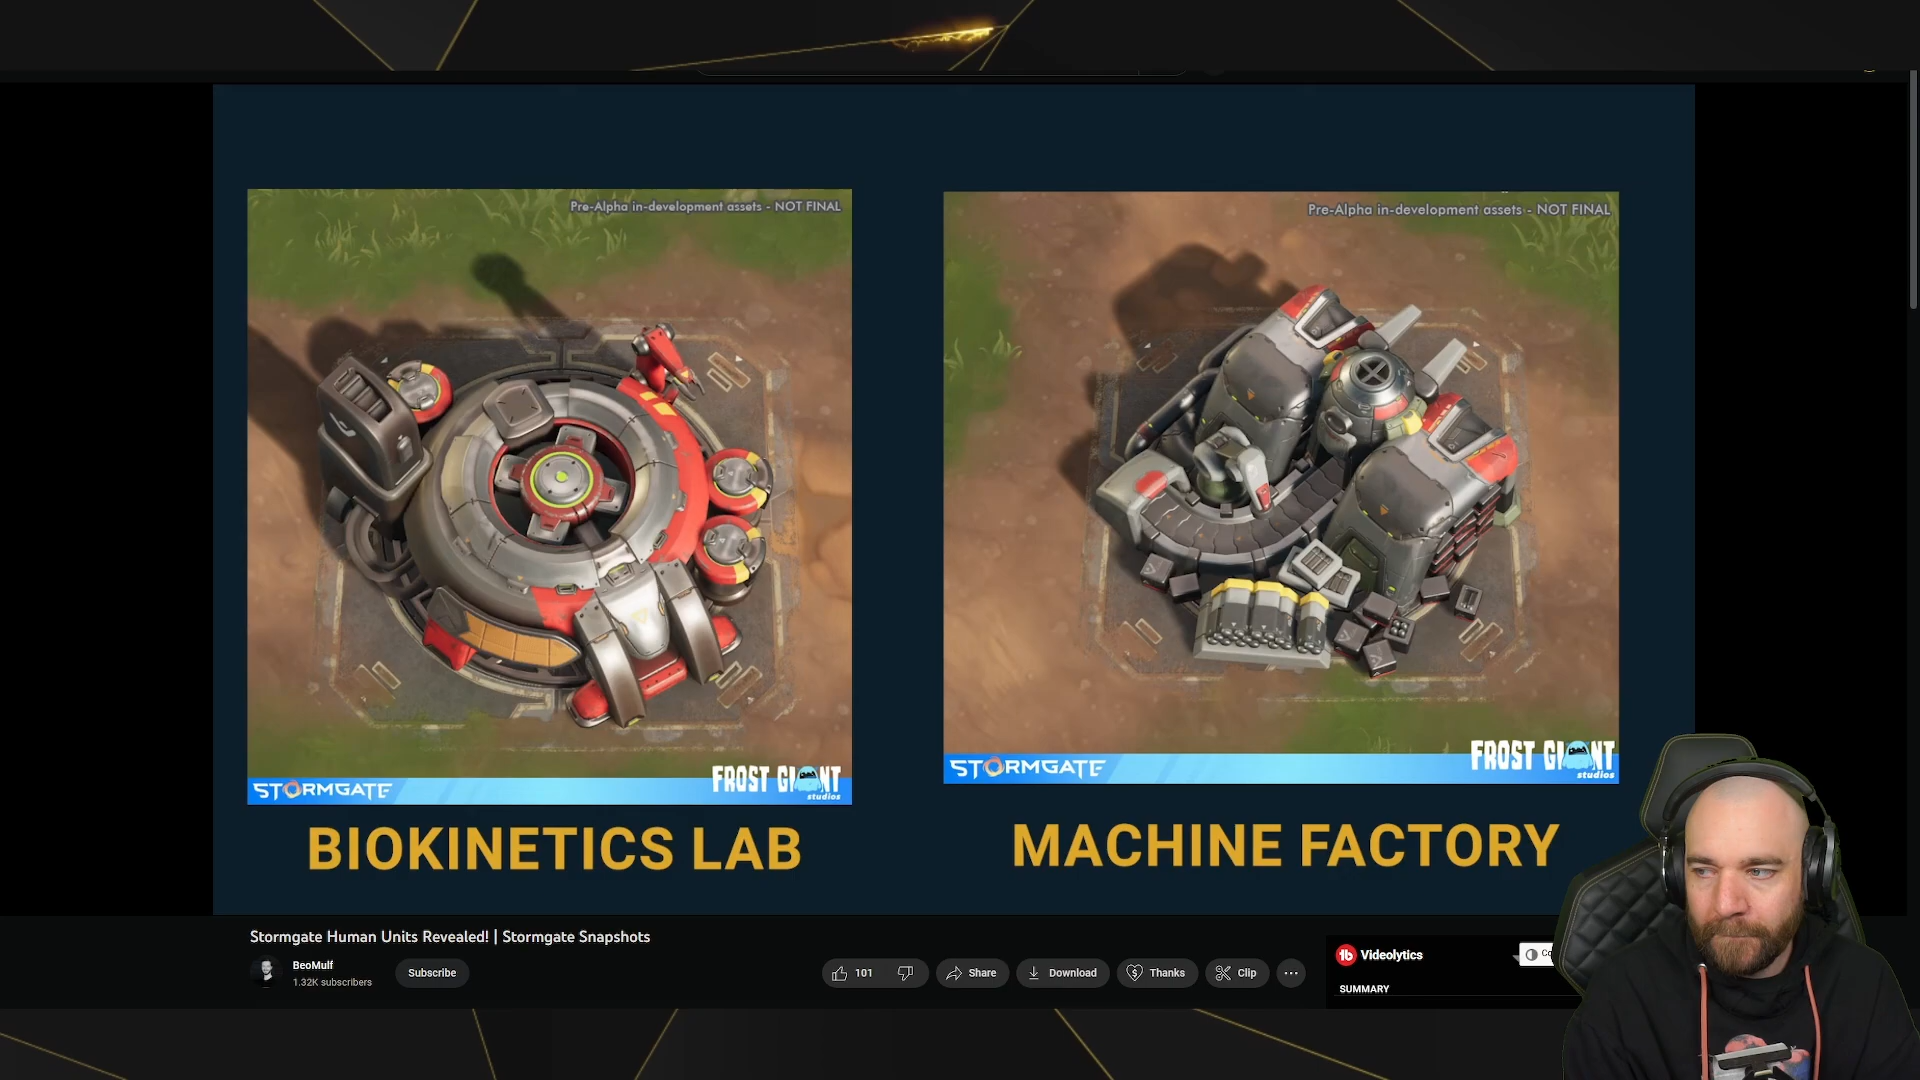 Pre-Alpha in-development assets - NOT FINAL
Pre-Alpha in-development assets - NOT FINAL
STORMGATE
FROST GIANT
studios
STORMGATE
FROST GIANT
studios
BIOKINETICS LAB
MACHINE FACTORY
Stormgate Human Units Revealed! | Stormgate Snapshots
BeoMulf
1.32K subscribers
Subscribe
101
Share
Download
Thanks
Clip
Videolytics
SUMMARY